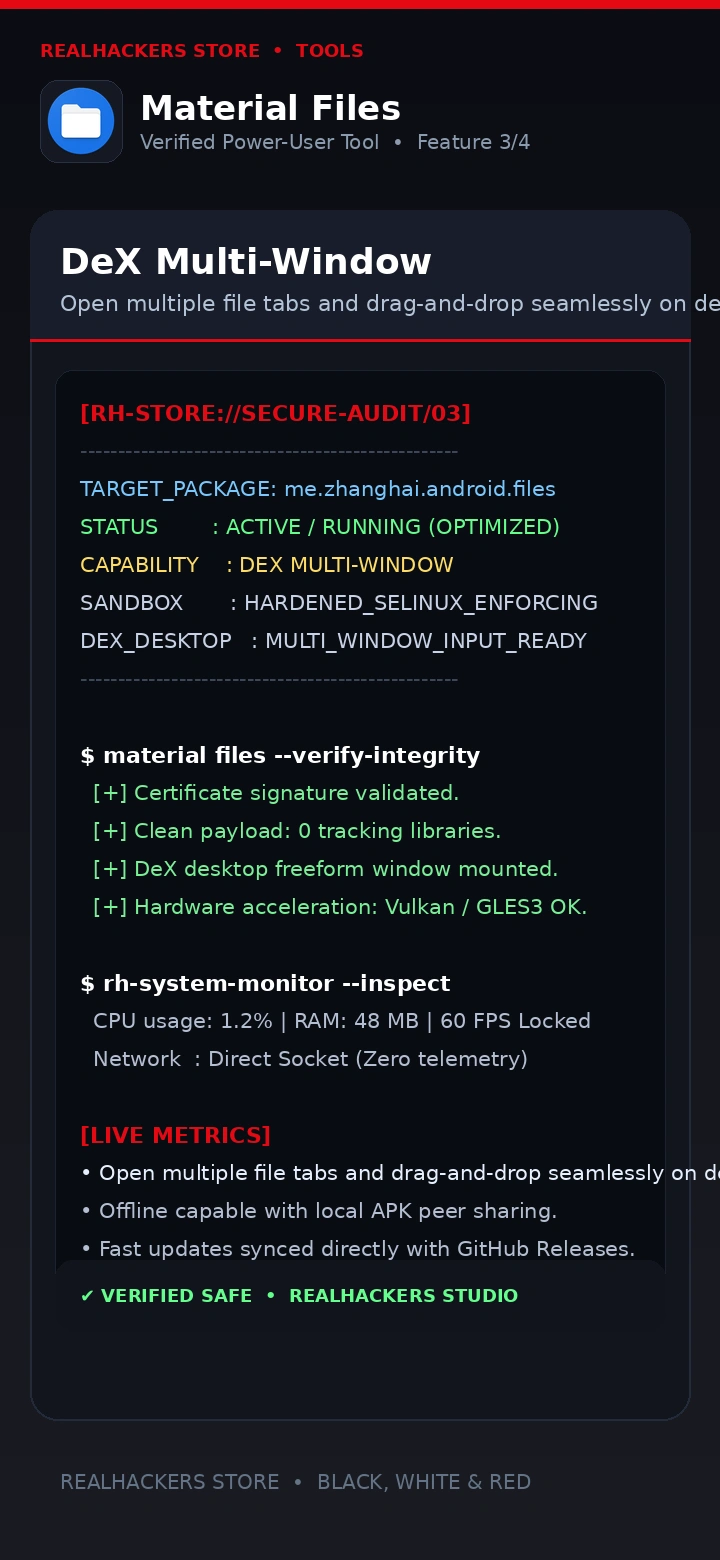 REALHACKERS STORE • TOOLS
Material Files
Verified Power-User Tool • Feature 3/4
DeX Multi-Window
Open multiple file tabs and drag-and-drop seamlessly on de
[RH-STORE://SECURE-AUDIT/03]
--------------------------------------------------
TARGET_PACKAGE: me.zhanghai.android.files
STATUS : ACTIVE / RUNNING (OPTIMIZED)
CAPABILITY : DEX MULTI-WINDOW
SANDBOX : HARDENED_SELINUX_ENFORCING
DEX_DESKTOP : MULTI_WINDOW_INPUT_READY
--------------------------------------------------
$ material files --verify-integrity
[+] Certificate signature validated.
[+] Clean payload: 0 tracking libraries.
[+] DeX desktop freeform window mounted.
[+] Hardware acceleration: Vulkan / GLES3 OK.
$ rh-system-monitor --inspect
CPU usage: 1.2% | RAM: 48 MB | 60 FPS Locked
Network : Direct Socket (Zero telemetry)
[LIVE METRICS]
• Open multiple file tabs and drag-and-drop seamlessly on de
• Offline capable with local APK peer sharing.
• Fast updates synced directly with GitHub Releases.
✔ VERIFIED SAFE • REALHACKERS STUDIO
REALHACKERS STORE • BLACK, WHITE & RED